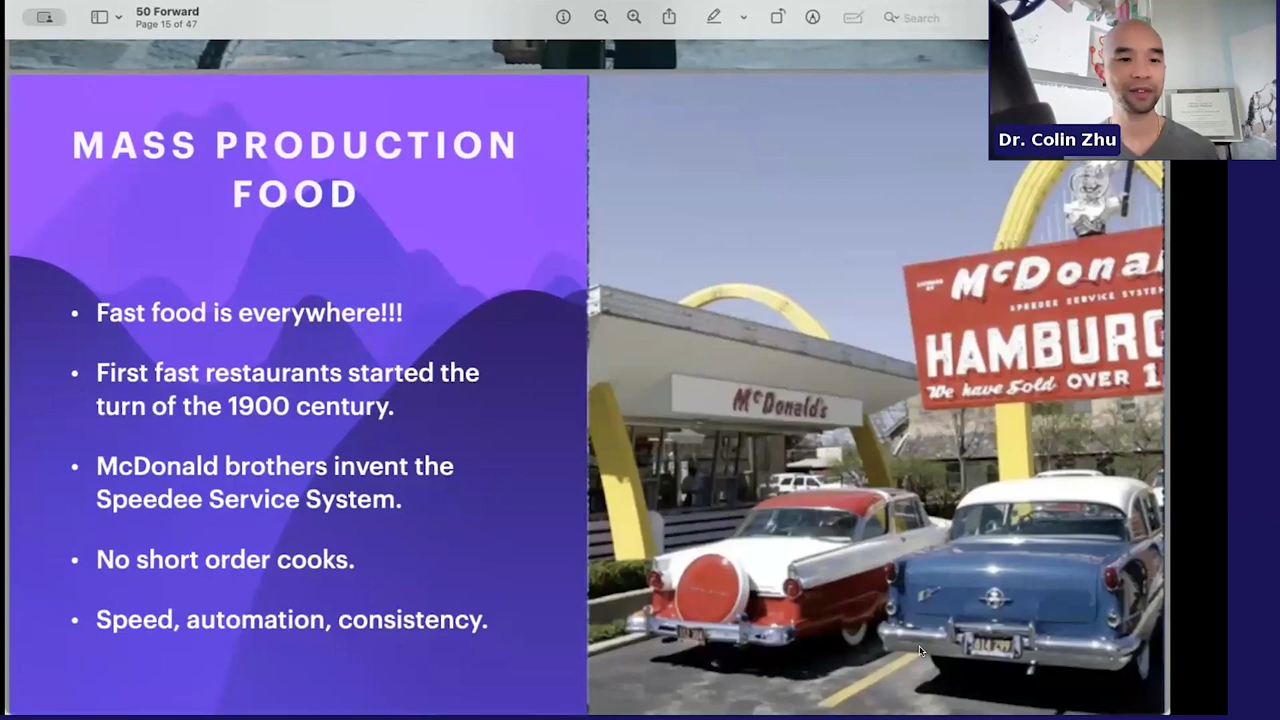 50 Forward
Page 15 of 47
Search
Dr. Colin Zhu
MASS PRODUCTION
FOOD
• Fast food is everywhere!!!
• First fast restaurants started the
turn of the 1900 century.
• McDonald brothers invent the
Speedee Service System.
• No short order cooks.
• Speed, automation, consistency.
McDonald's
McDona
SPEEDEE SERVICE SYSTEM
HAMBURG
We have Sold OVER 1